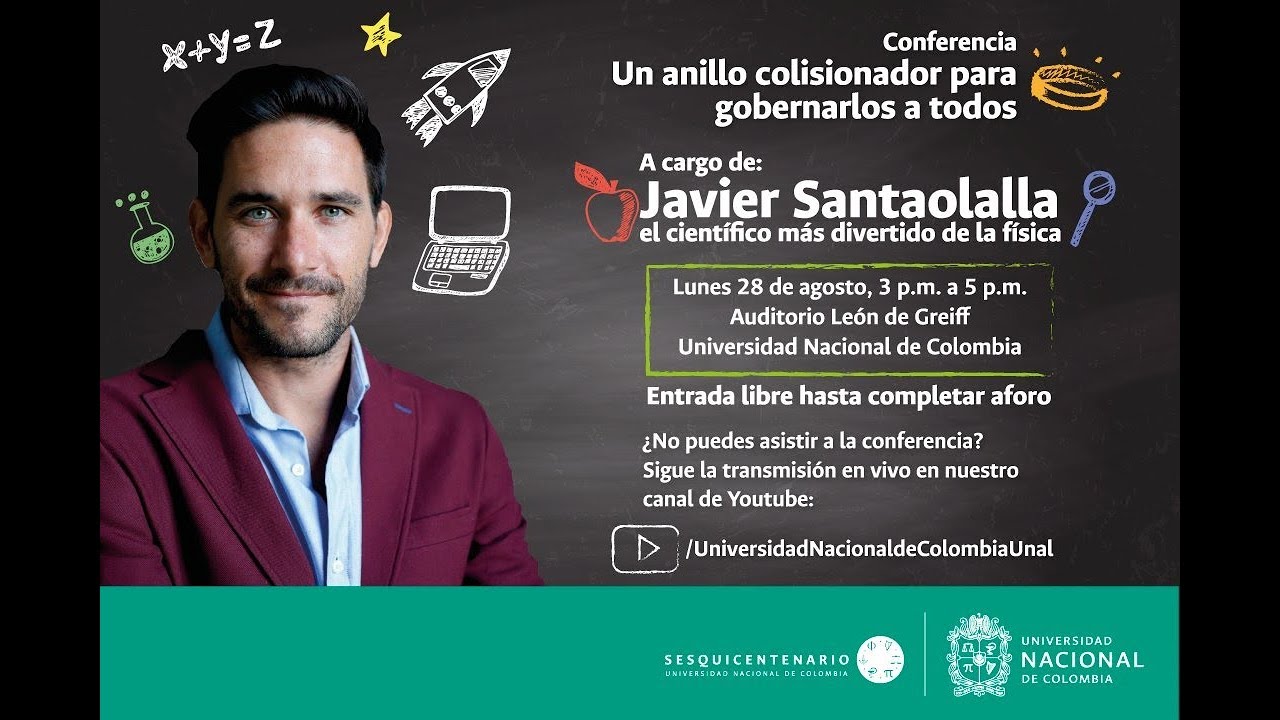 x+y=z
Conferencia
Un anillo colisionador para
gobernarlos a todos
A cargo de:
Javier Santaolalla
el científico más divertido de la física
Lunes 28 de agosto, 3 p.m. a 5 p.m.
Auditorio León de Greiff
Universidad Nacional de Colombia
Entrada libre hasta completar aforo
¿No puedes asistir a la conferencia?
Sigue la transmisión en vivo en nuestro
canal de Youtube:
/UniversidadNacionaldeColombiaUnal
SESQUICENTENARIO
UNIVERSIDAD NACIONAL DE COLOMBIA
UNIVERSIDAD
NACIONAL
DE COLOMBIA